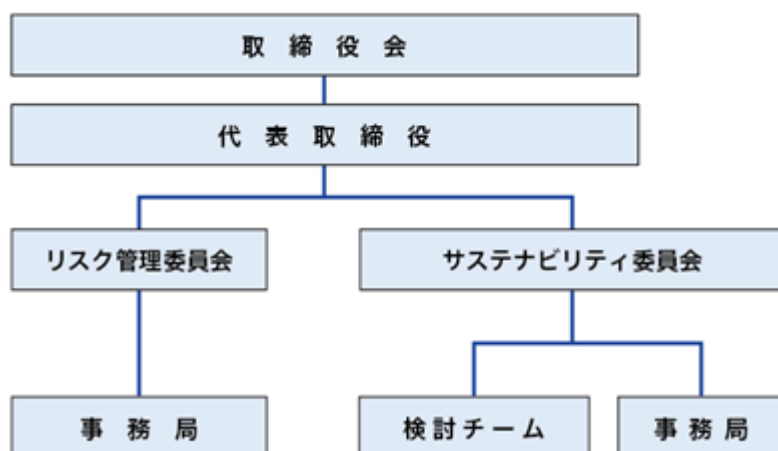 取締役会
代表取締役
リスク管理委員会
サステナビリティ委員会
事務局
検討チーム
事務局